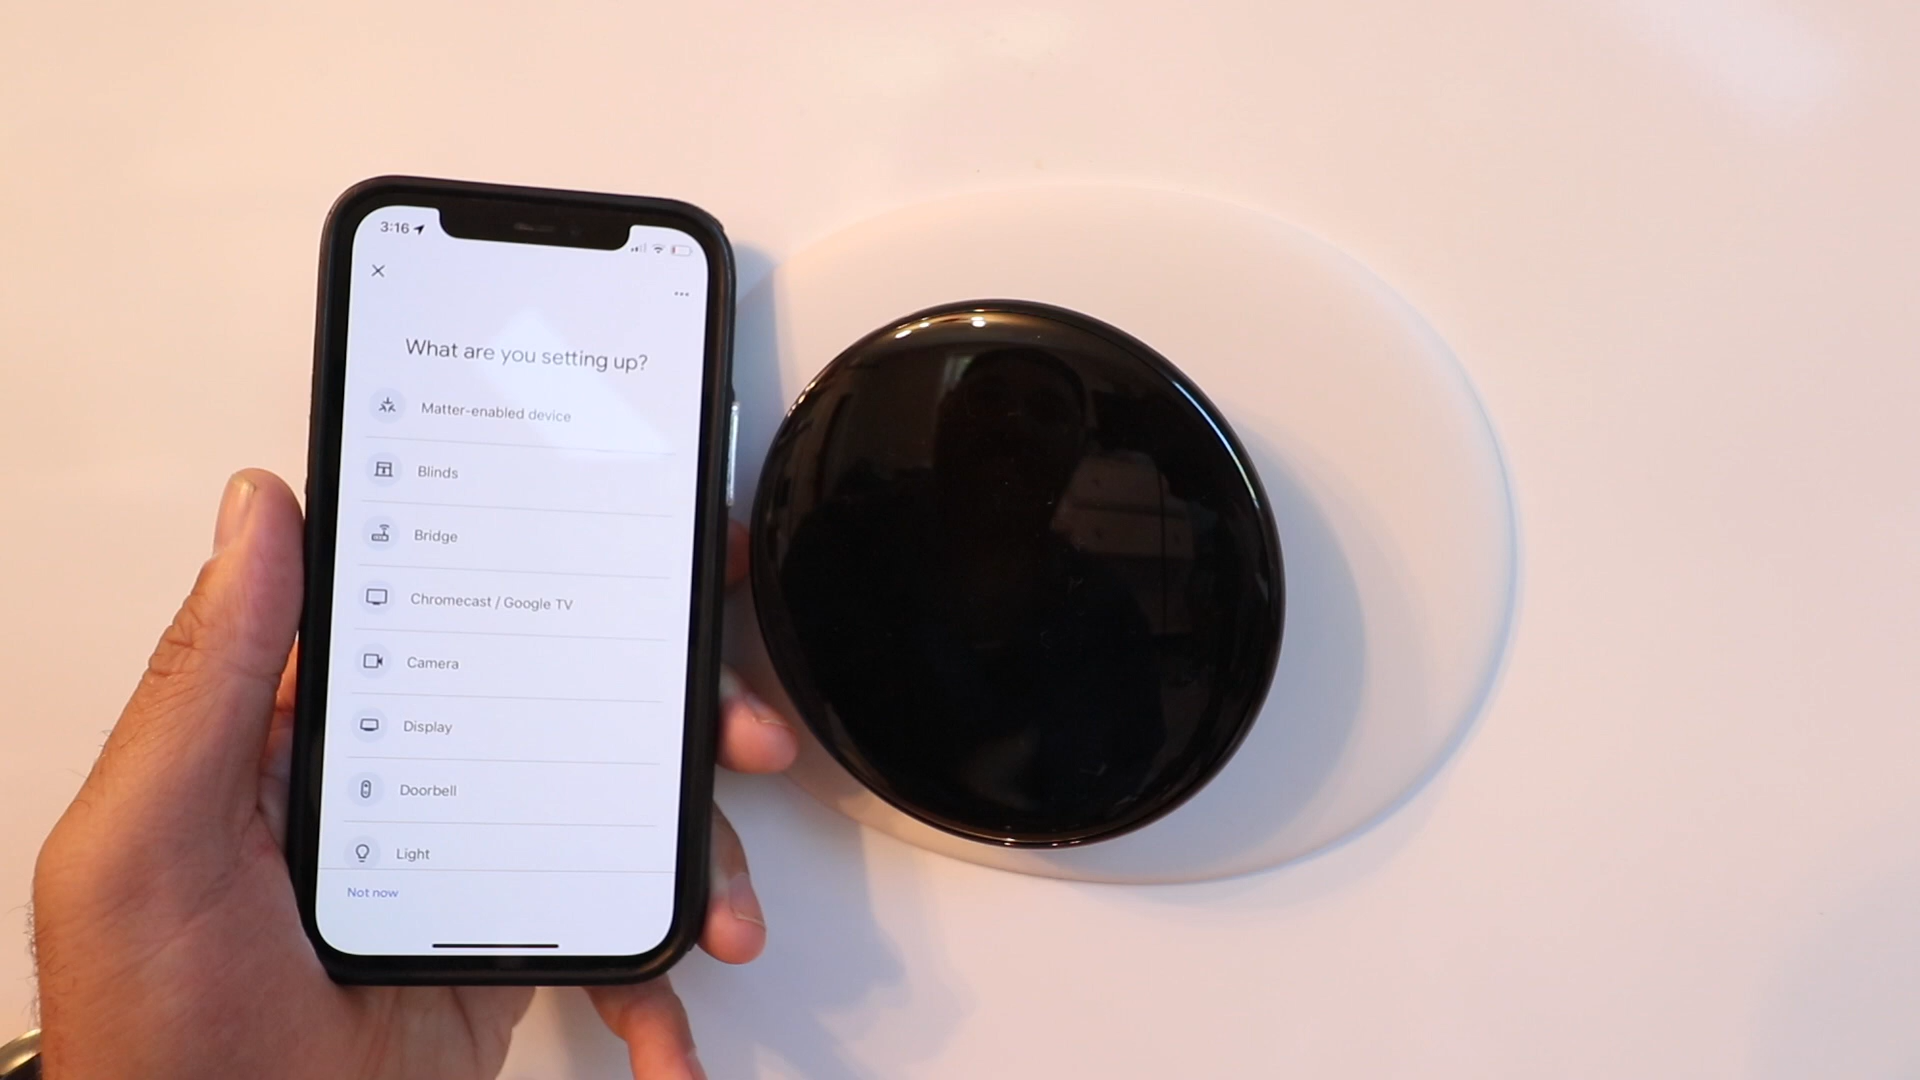 3:16
What are you setting up?
Matter-enabled device
Blinds
Bridge
Chromecast / Google TV
Camera
Display
Doorbell
Light
Not now